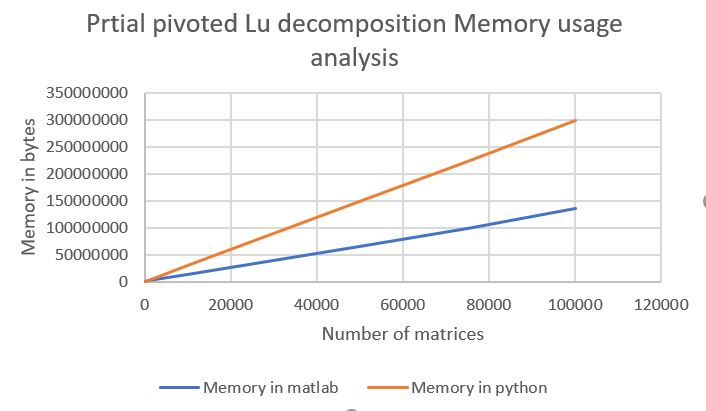 Prtial pivoted Lu decomposition Memory usage
analysis
350000000
300000000
250000000
200000000
150000000
100000000
50000000
0
Memory in bytes
0 20000 40000 60000 80000 100000 120000
Number of matrices
Memory in matlab Memory in python